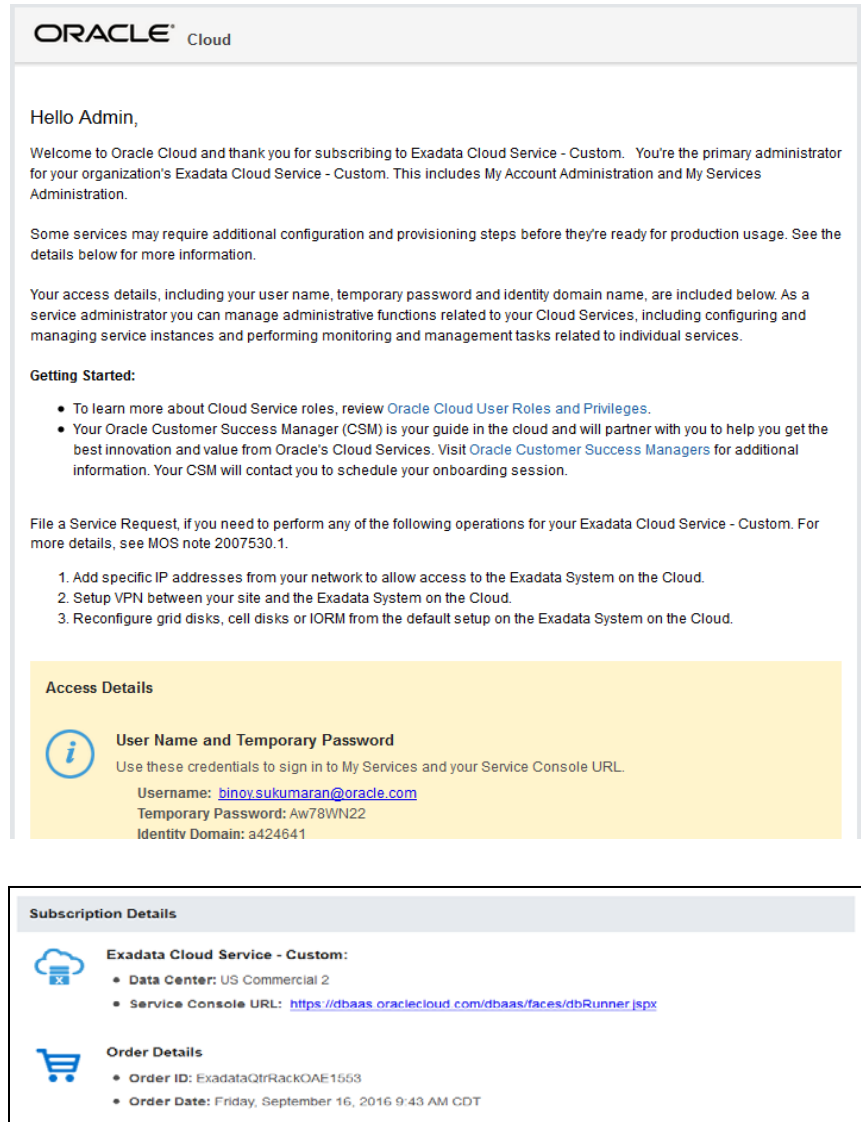 ORACLE® Cloud
Hello Admin,
Welcome to Oracle Cloud and thank you for subscribing to Exadata Cloud Service - Custom. You're the primary administrator
for your organization's Exadata Cloud Service - Custom. This includes My Account Administration and My Services
Administration.
Some services may require additional configuration and provisioning steps before they're ready for production usage. See the
details below for more information.
Your access details, including your user name, temporary password and identity domain name, are included below. As a
service administrator you can manage administrative functions related to your Cloud Services, including configuring and
managing service instances and performing monitoring and management tasks related to individual services.
Getting Started:
• To learn more about Cloud Service roles, review Oracle Cloud User Roles and Privileges.
• Your Oracle Customer Success Manager (CSM) is your guide in the cloud and will partner with you to help you get the
best innovation and value from Oracle's Cloud Services. Visit Oracle Customer Success Managers for additional
information. Your CSM will contact you to schedule your onboarding session.
File a Service Request, if you need to perform any of the following operations for your Exadata Cloud Service - Custom. For
more details, see MOS note 2007530.1.
1. Add specific IP addresses from your network to allow access to the Exadata System on the Cloud.
2. Setup VPN between your site and the Exadata System on the Cloud.
3. Reconfigure grid disks, cell disks or IORM from the default setup on the Exadata System on the Cloud.
Access Details
i
User Name and Temporary Password
Use these credentials to sign in to My Services and your Service Console URL.
Username: binoy.sukumaran@oracle.com
Temporary Password: Aw78WN22
Identity Domain: a424641
Subscription Details
X
Exadata Cloud Service - Custom:
• Data Center: US Commercial 2
• Service Console URL: https://dbaas.oraclecloud.com/dbaas/faces/dbRunner.jspx
Order Details
• Order ID: ExadataQtrRackOAE1553
• Order Date: Friday, September 16, 2016 9:43 AM CDT